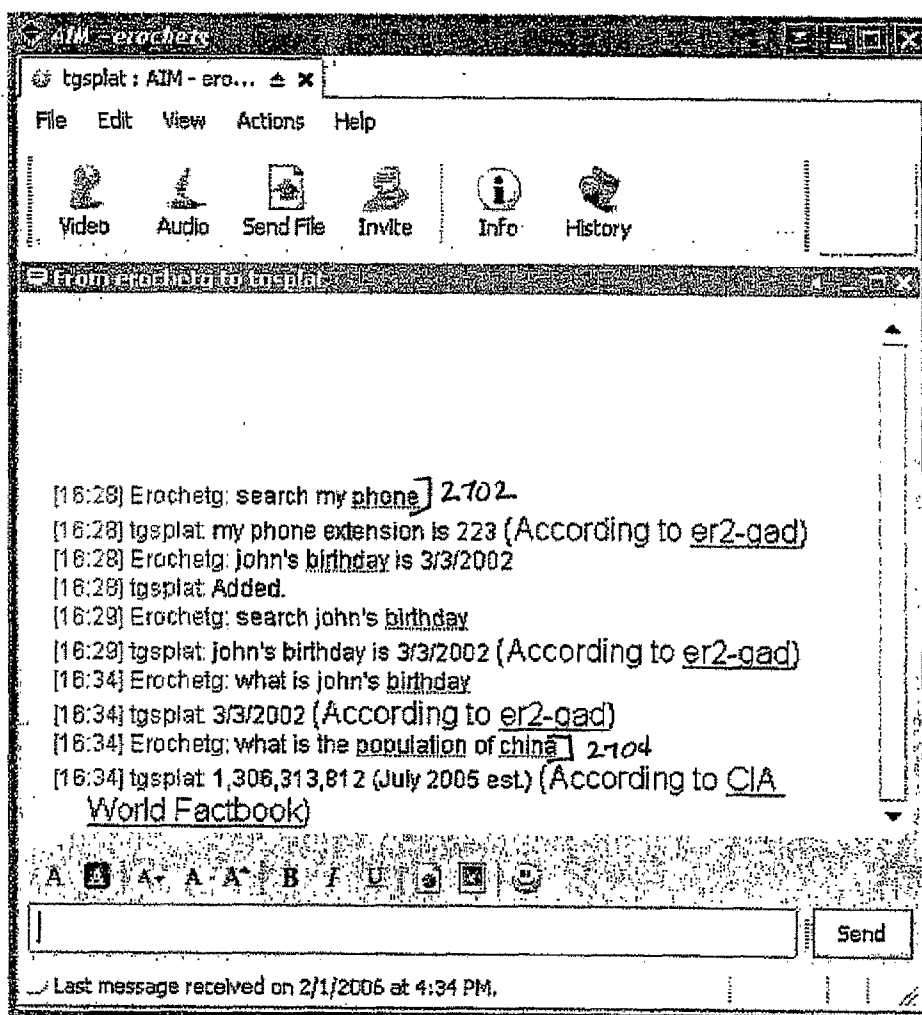 AIM - erochetg
tgsplat : AIM - ero...
File Edit View Actions Help
Video Audio Send File Invite Info History
From erochetg to tgsplat
[16:28] Erochetg: search my phone 2702
[16:28] tgsplat: my phone extension is 223 (According to er2-gad)
[16:28] Erochetg: john's birthday is 3/3/2002
[16:28] tgsplat: Added.
[16:29] Erochetg: search john's birthday
[16:29] tgsplat: john's birthday is 3/3/2002 (According to er2-gad)
[16:34] Erochetg: what is john's birthday
[16:34] tgsplat: 3/3/2002 (According to er2-gad)
[16:34] Erochetg: what is the population of china 2704
[16:34] tgsplat: 1,306,313,812 (July 2005 est.) (According to CIA
World Factbook)
A A A A A B I U
Send
Last message received on 2/1/2006 at 4:34 PM.